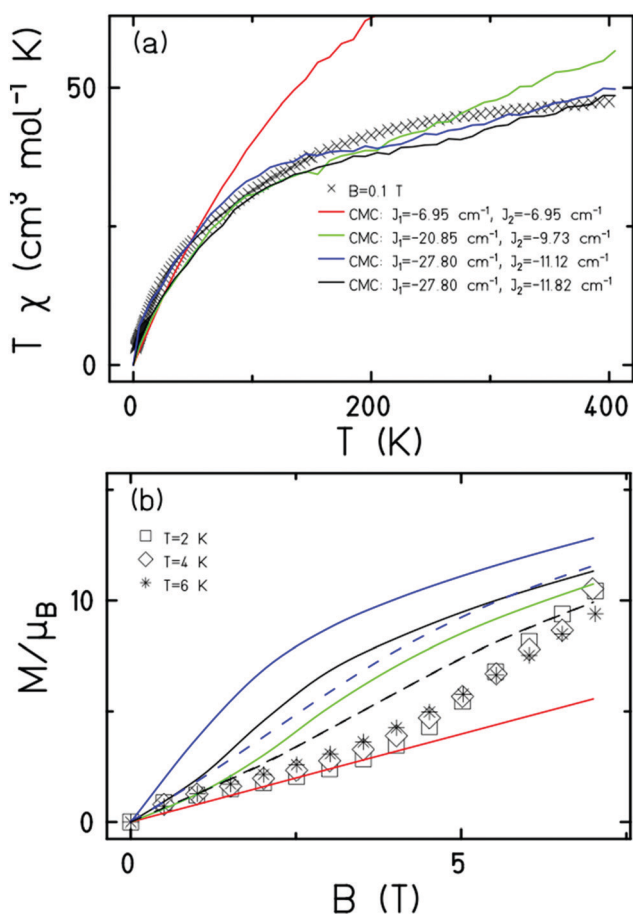 (a)
50
0
T χ (cm³ mol⁻¹ K)
× B=0.1 T
CMC: J₁=-6.95 cm⁻¹, J₂=-6.95 cm⁻¹
CMC: J₁=-20.85 cm⁻¹, J₂=-9.73 cm⁻¹
CMC: J₁=-27.80 cm⁻¹, J₂=-11.12 cm⁻¹
CMC: J₁=-27.80 cm⁻¹, J₂=-11.82 cm⁻¹
0 200 400
T (K)
(b)
T=2 K
T=4 K
T=6 K
10
0
M/μ_B
0 5
B (T)